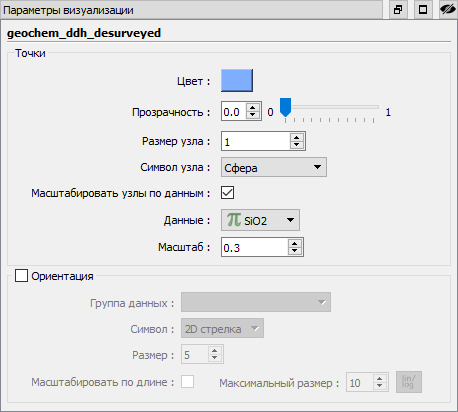 Параметры визуализации
geochem_ddh_desurveyed
Точки
Цвет :
Прозрачность : 0.0 0 1
Размер узла : 1
Символ узла : Сфера
Масштабировать узлы по данным :
Данные : π SiO2
Масштаб : 0.3
Ориентация
Группа данных :
Символ : 2D стрелка
Размер : 5
Масштабировать по длине : Максимальный размер : 10 lin/
log